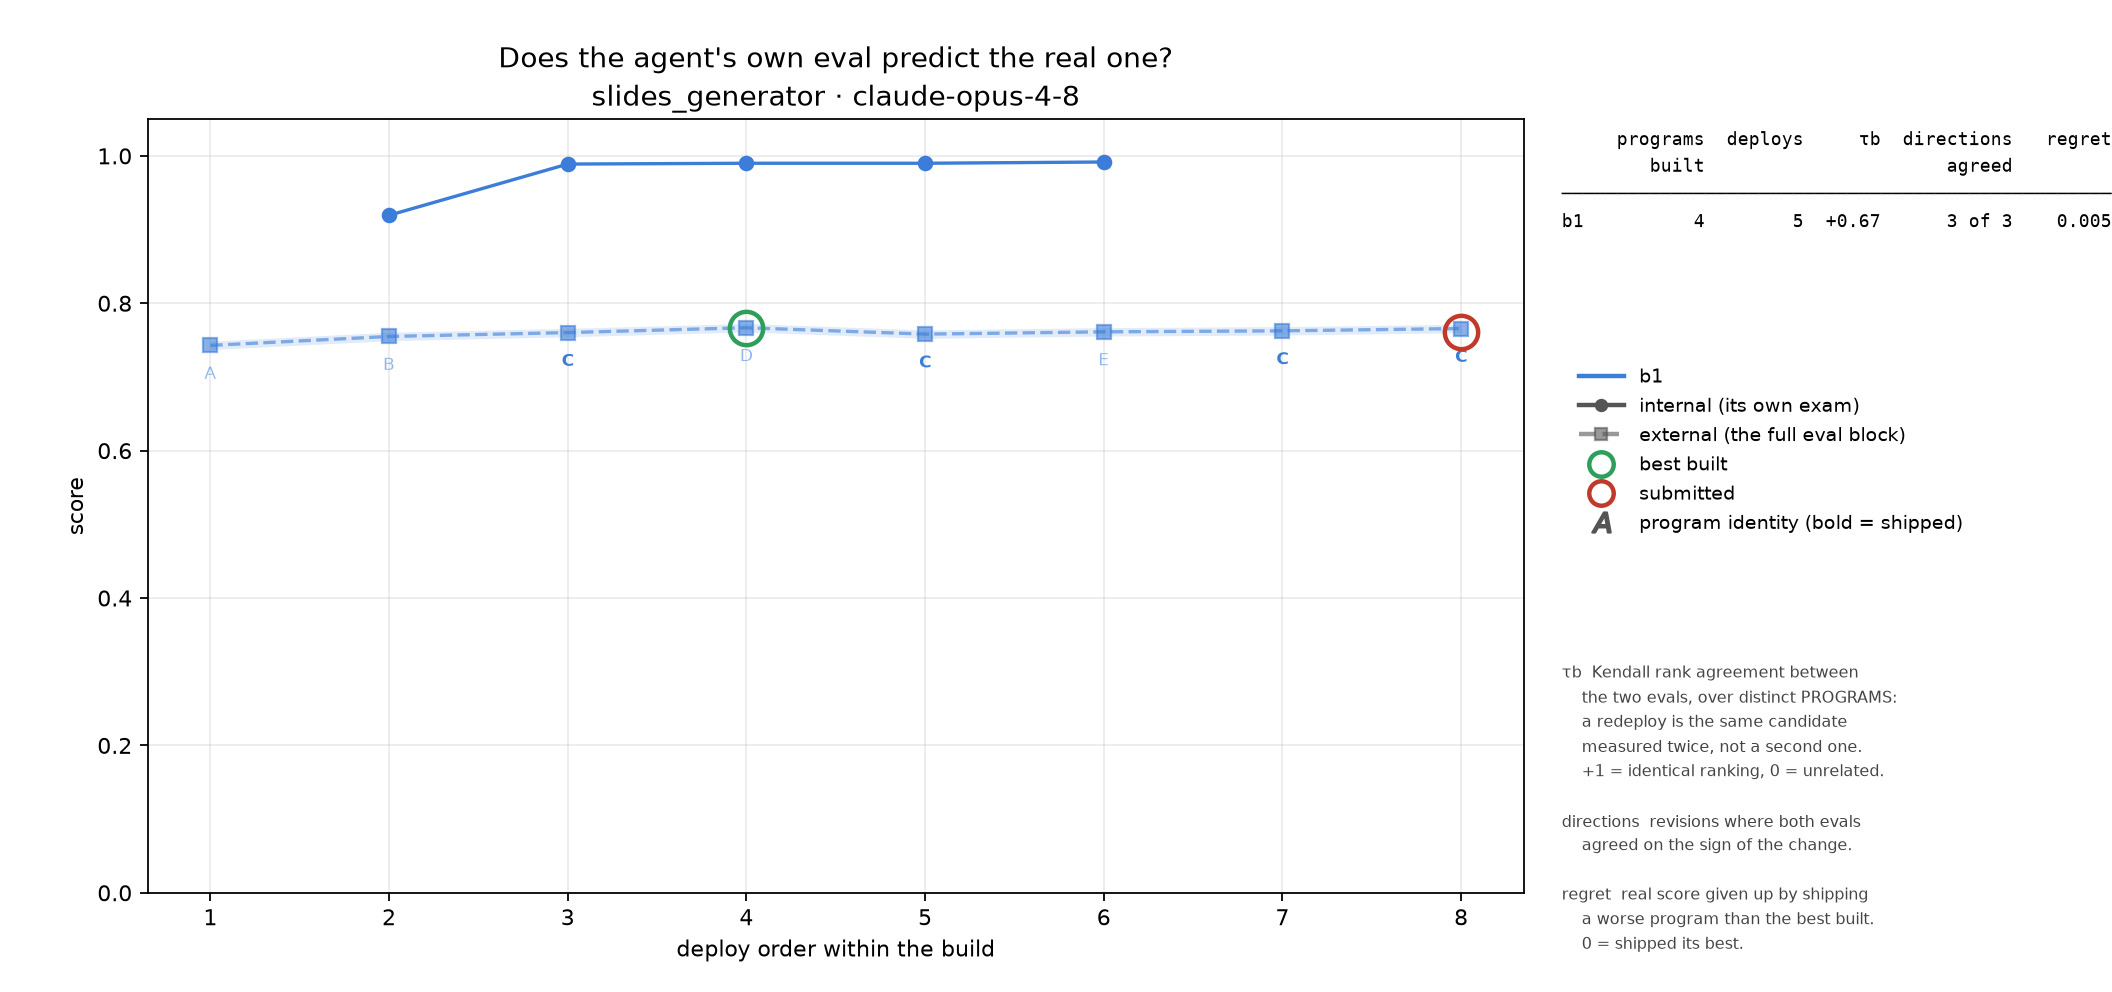 Does the agent's own eval predict the real one?
slides_generator · claude-opus-4-8
score
1.0
0.8
0.6
0.4
0.2
0.0
A
B
C
D
C
E
C
C
1 2 3 4 5 6 7 8
deploy order within the build
programs deploys τb directions regret
built agreed
b1 4 5 +0.67 3 of 3 0.005
b1
internal (its own exam)
external (the full eval block)
best built
submitted
A program identity (bold = shipped)
τb Kendall rank agreement between
the two evals, over distinct PROGRAMS:
a redeploy is the same candidate
measured twice, not a second one.
+1 = identical ranking, 0 = unrelated.
directions revisions where both evals
agreed on the sign of the change.
regret real score given up by shipping
a worse program than the best built.
0 = shipped its best.